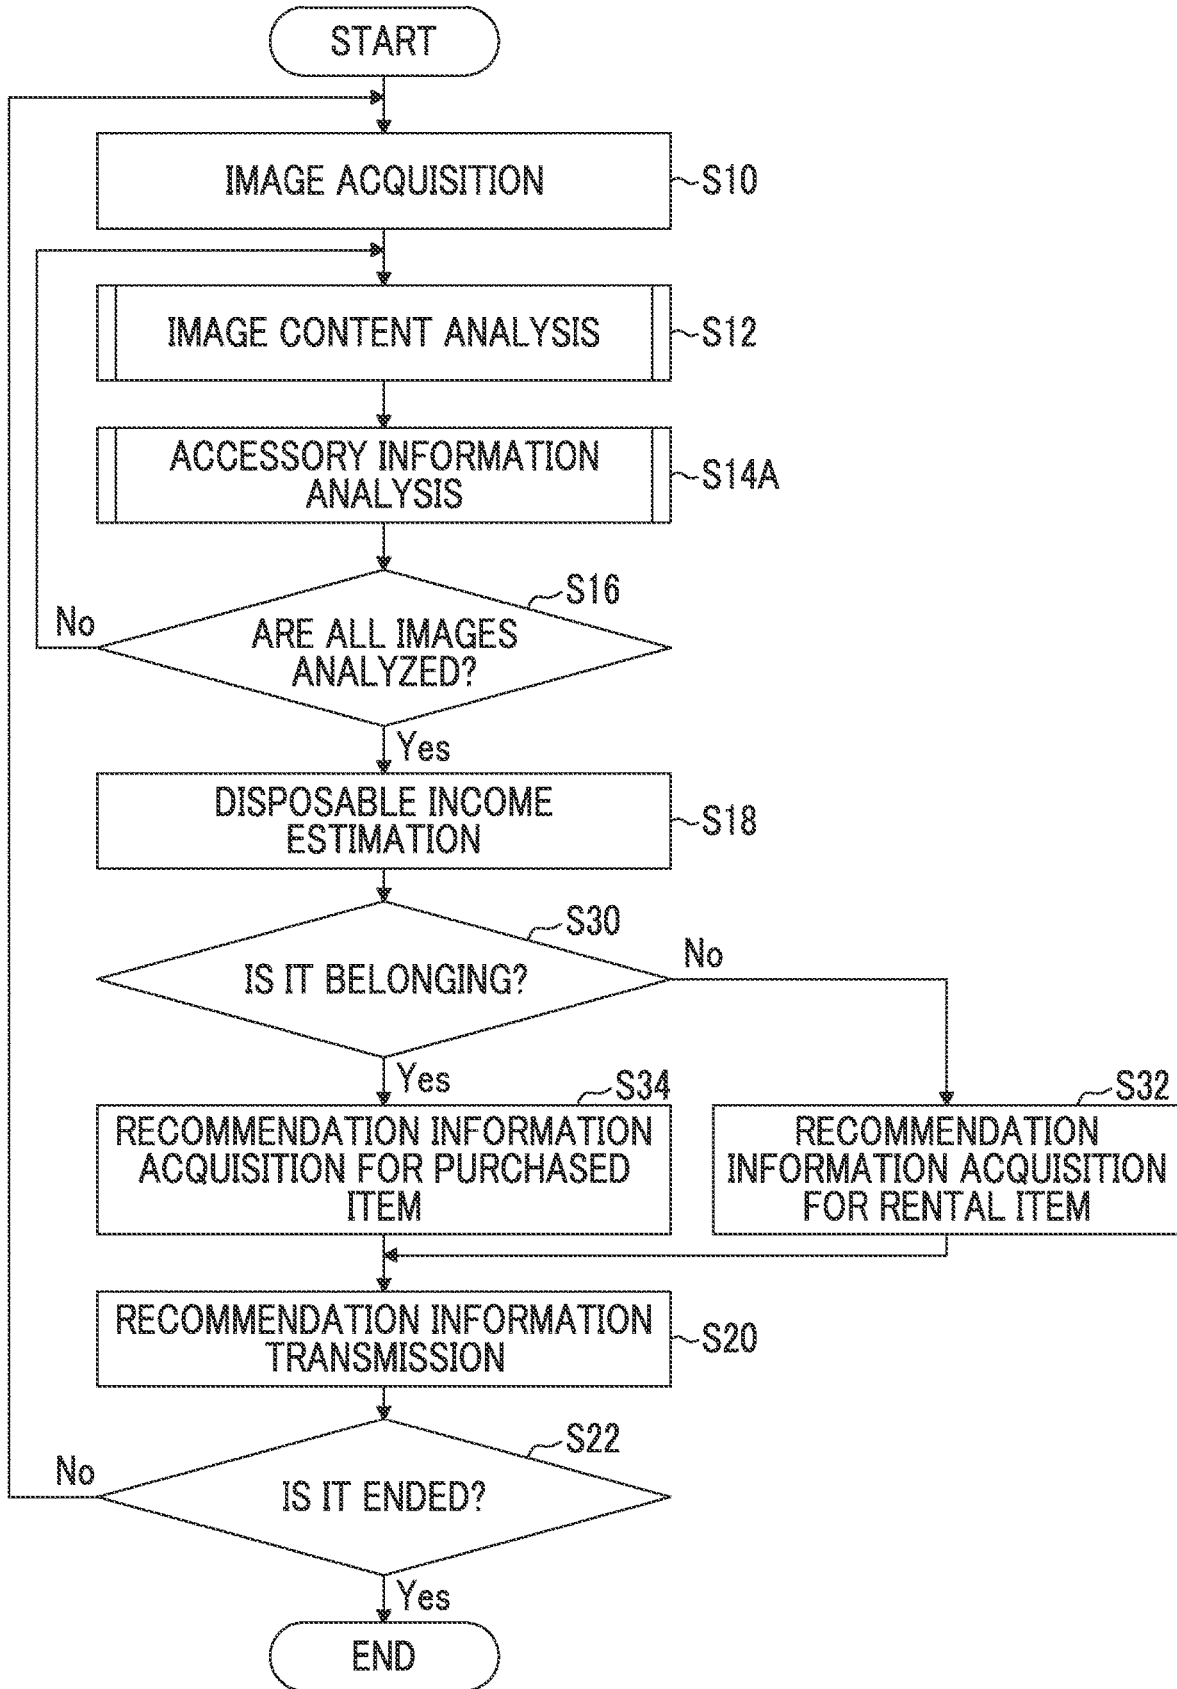 START
IMAGE ACQUISITION
S10
IMAGE CONTENT ANALYSIS
S12
ACCESSORY INFORMATION
ANALYSIS
S14A
S16
No
ARE ALL IMAGES
ANALYZED?
Yes
DISPOSABLE INCOME
ESTIMATION
S18
S30
No
IS IT BELONGING?
Yes
S34
RECOMMENDATION INFORMATION
ACQUISITION FOR PURCHASED
ITEM
S32
RECOMMENDATION
INFORMATION ACQUISITION
FOR RENTAL ITEM
RECOMMENDATION INFORMATION
TRANSMISSION
S20
S22
No
IS IT ENDED?
Yes
END